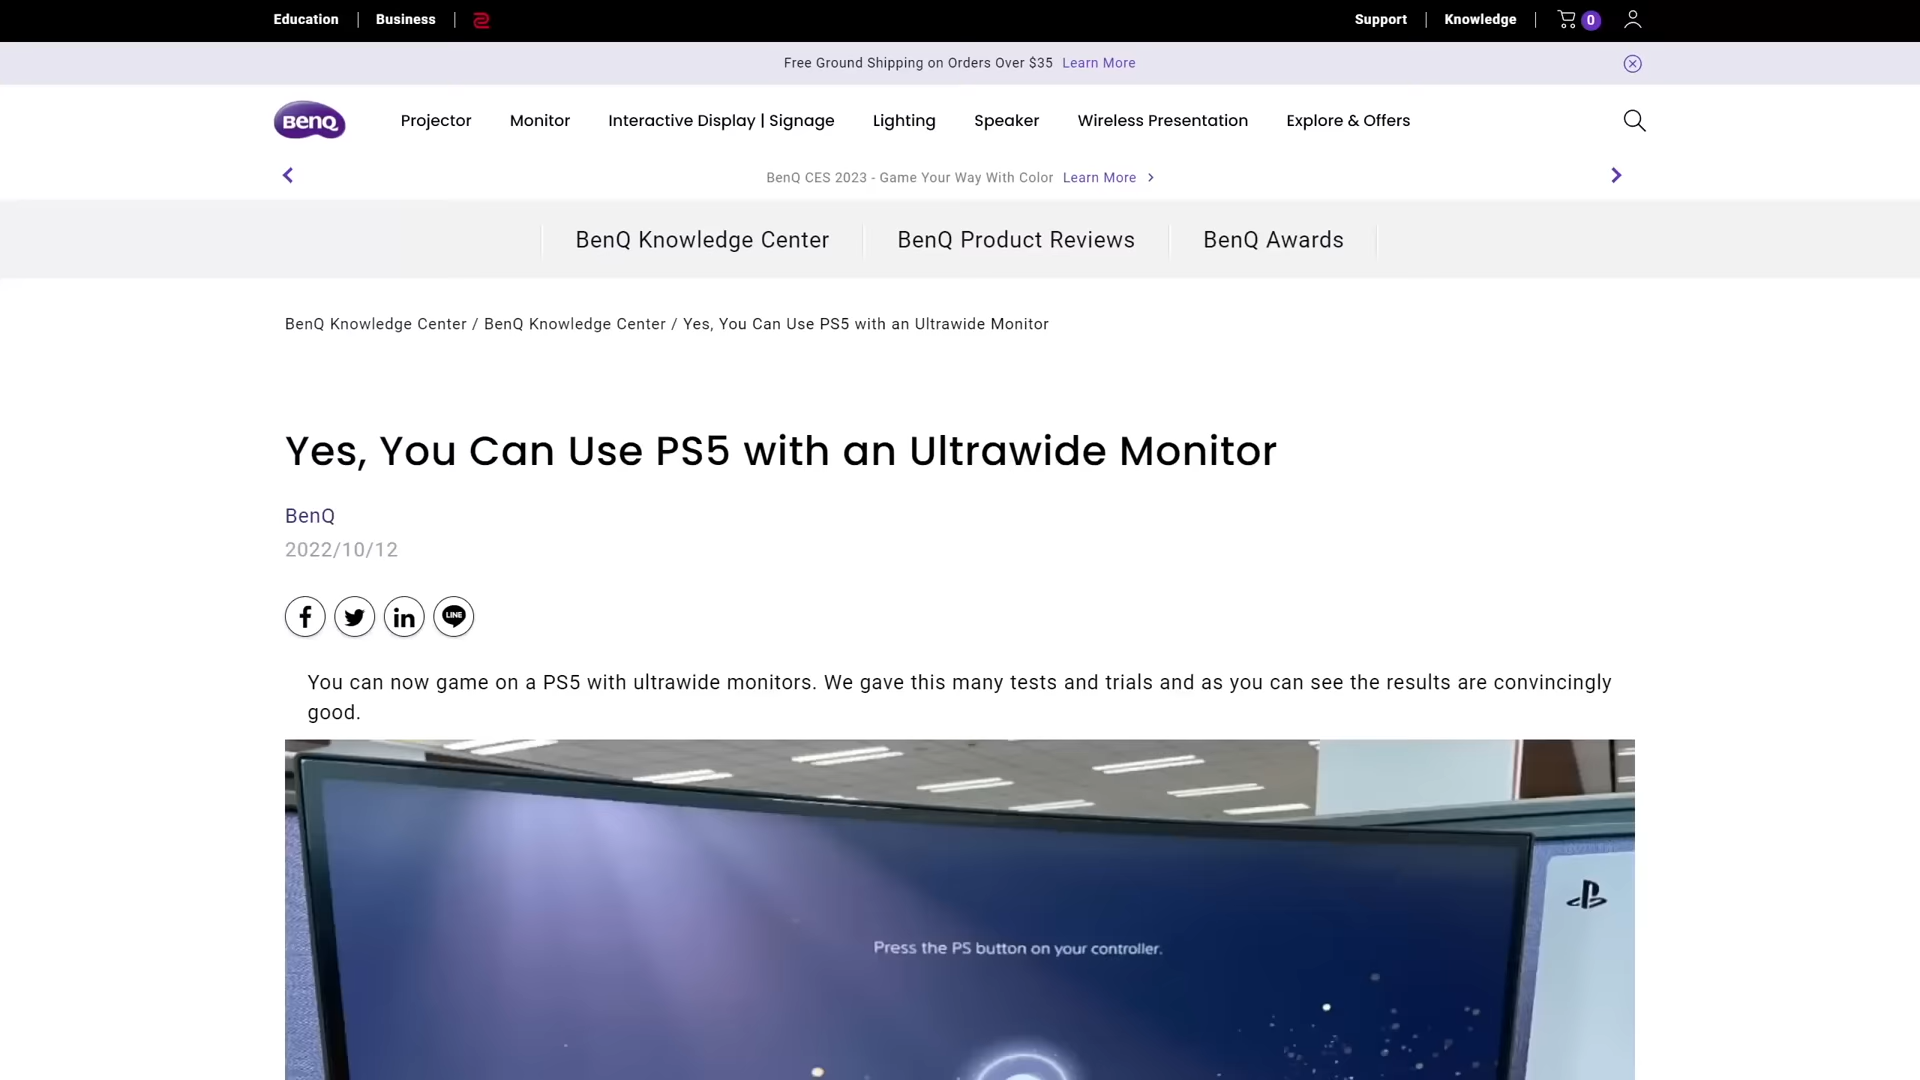 Education
Business
Support
Knowledge
0
Free Ground Shipping on Orders Over $35 Learn More
BenQ
Projector
Monitor
Interactive Display | Signage
Lighting
Speaker
Wireless Presentation
Explore & Offers
BenQ CES 2023 - Game Your Way With Color Learn More
BenQ Knowledge Center
BenQ Product Reviews
BenQ Awards
BenQ Knowledge Center / BenQ Knowledge Center / Yes, You Can Use PS5 with an Ultrawide Monitor
Yes, You Can Use PS5 with an Ultrawide Monitor
BenQ
2022/10/12
LINE
You can now game on a PS5 with ultrawide monitors. We gave this many tests and trials and as you can see the results are convincingly
good.
Press the PS button on your controller.